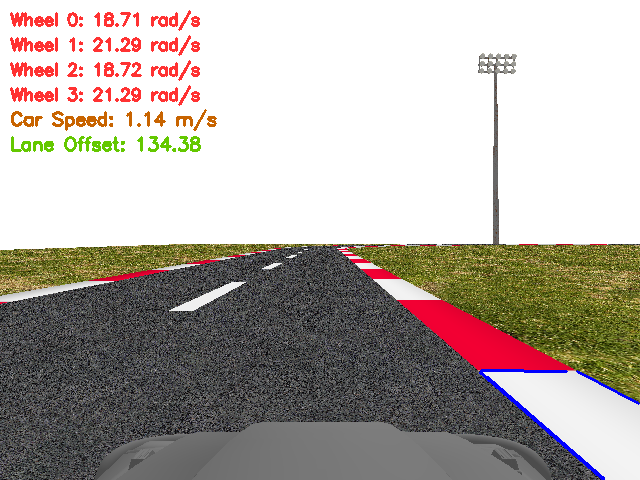 Wheel 0: 18.71 rad/s
Wheel 1: 21.29 rad/s
Wheel 2: 18.72 rad/s
Wheel 3: 21.29 rad/s
Car Speed: 1.14 m/s
Lane Offset: 134.38